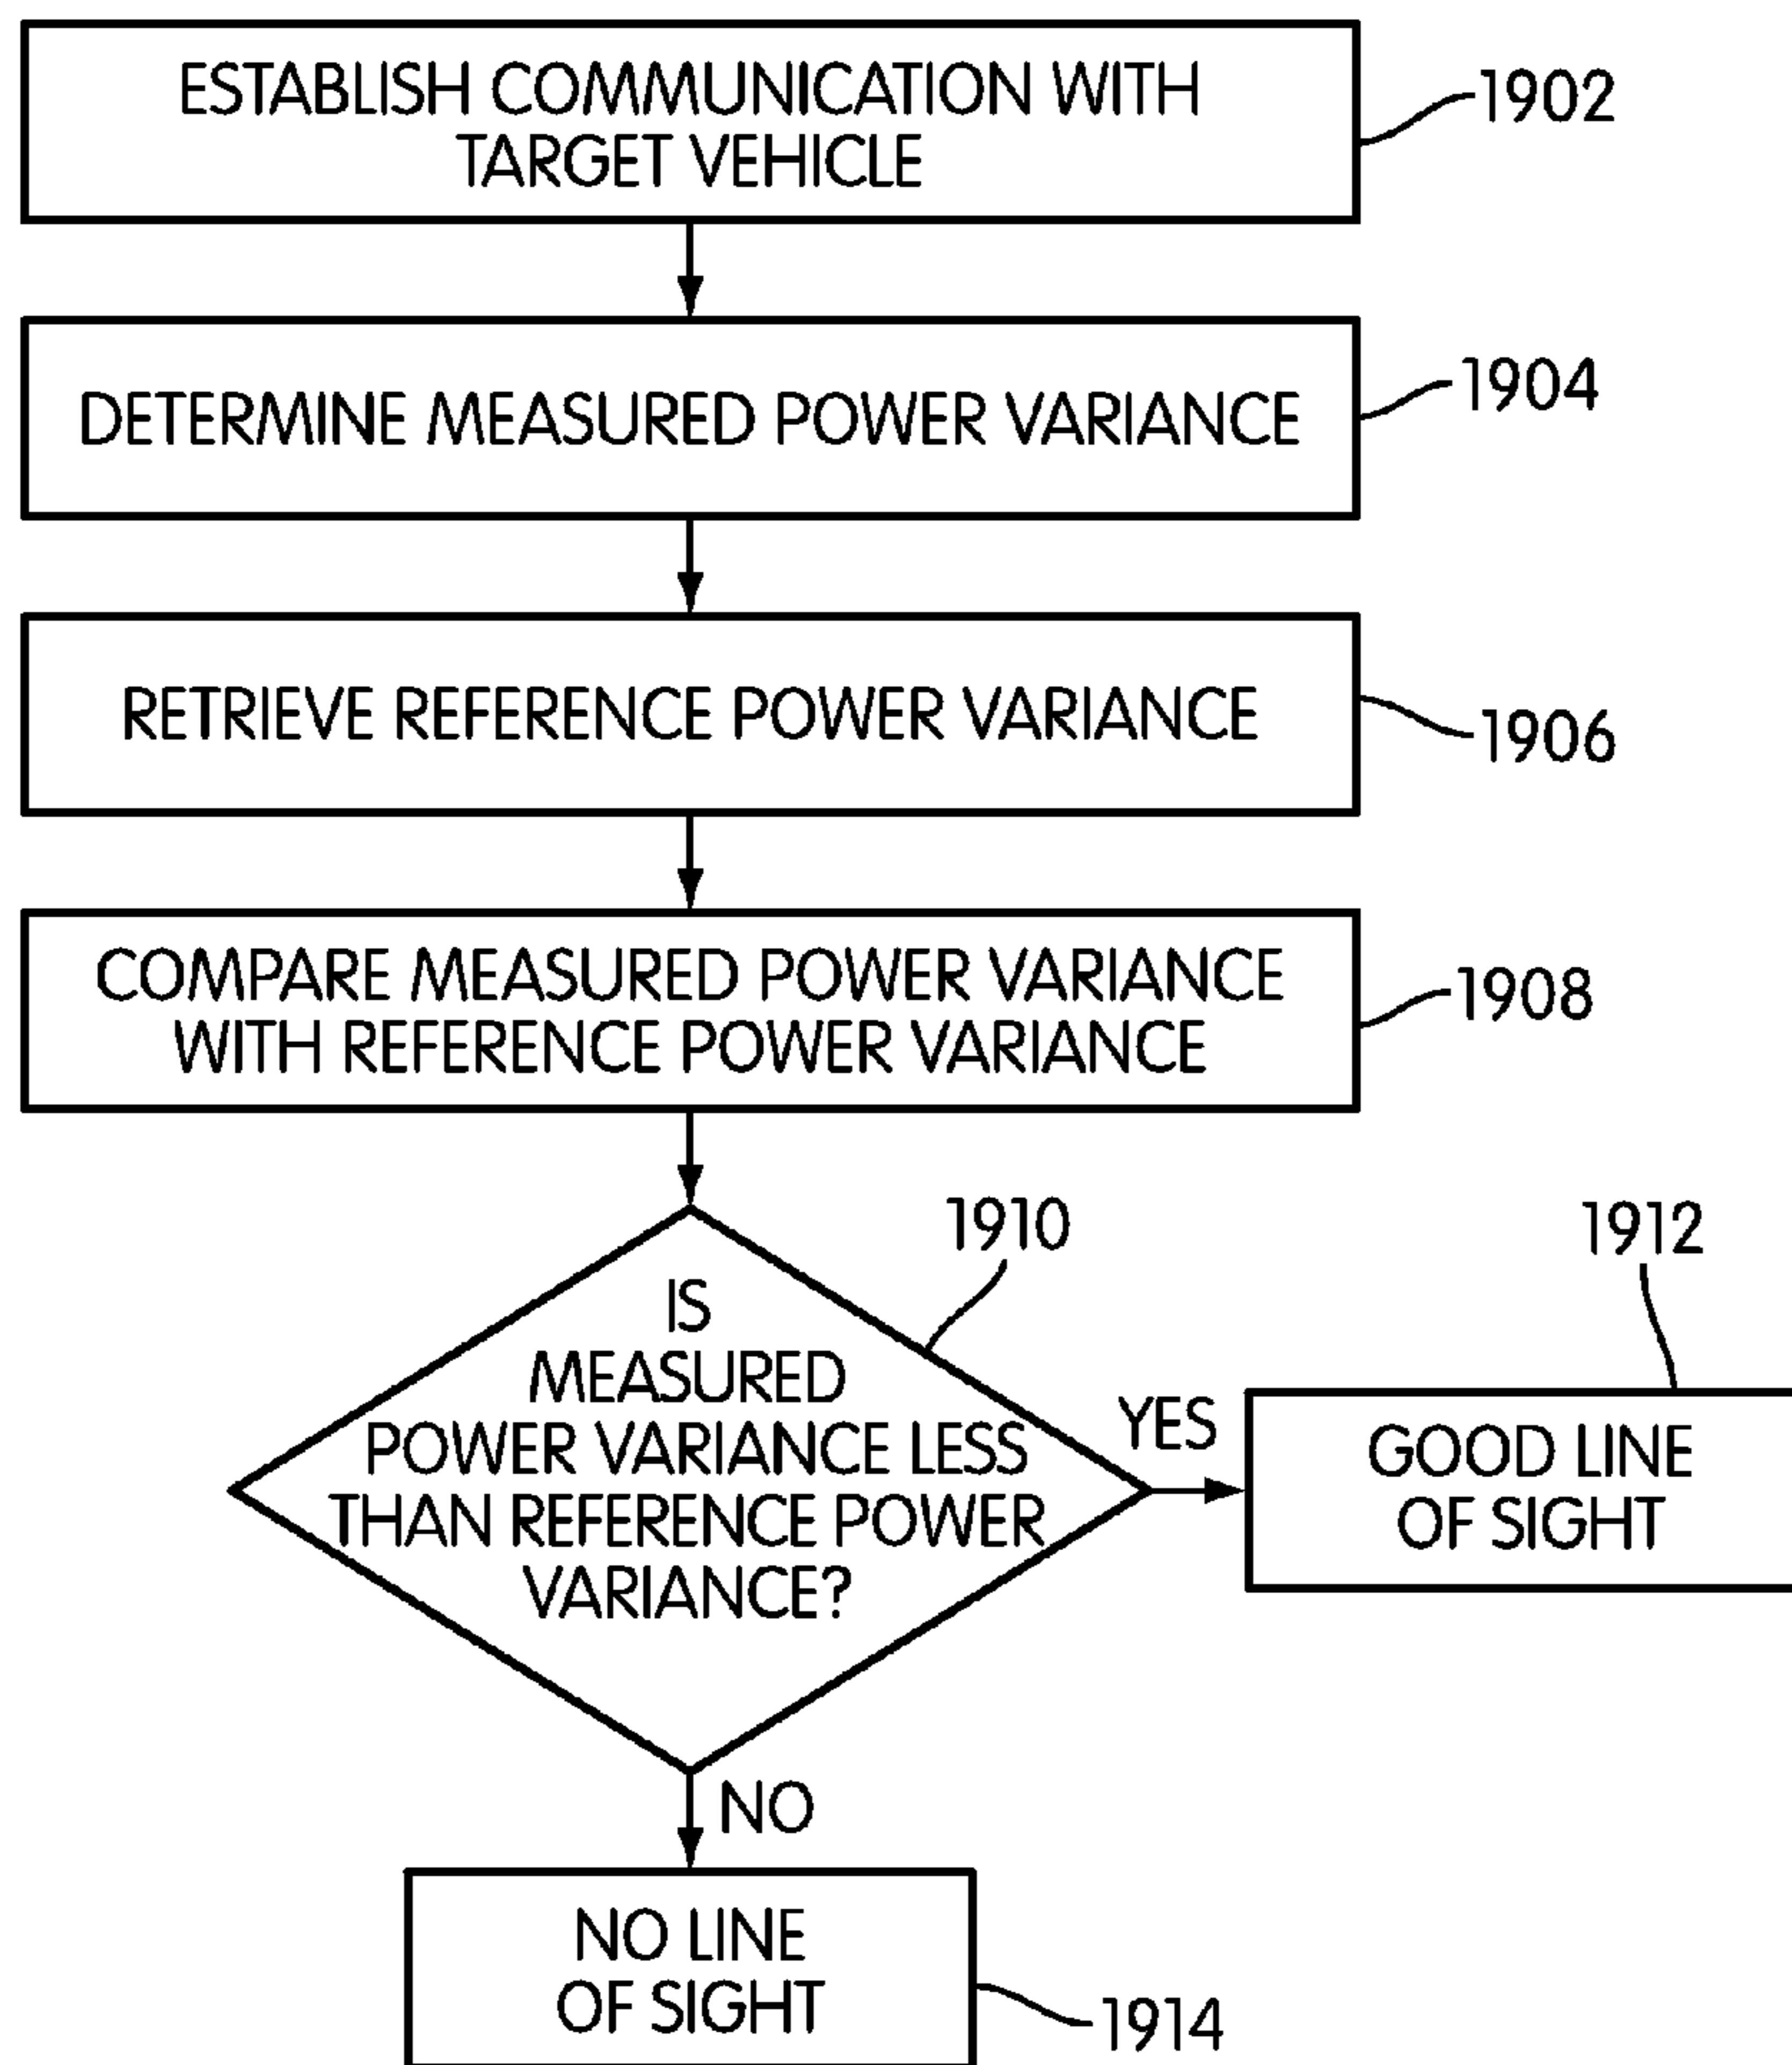 ESTABLISH COMMUNICATION WITH
TARGET VEHICLE
1902
DETERMINE MEASURED POWER VARIANCE
1904
RETRIEVE REFERENCE POWER VARIANCE
1906
COMPARE MEASURED POWER VARIANCE
WITH REFERENCE POWER VARIANCE
1908
1910
1912
IS
MEASURED
POWER VARIANCE LESS
THAN REFERENCE POWER
VARIANCE?
YES
GOOD LINE
OF SIGHT
NO
NO LINE
OF SIGHT
1914